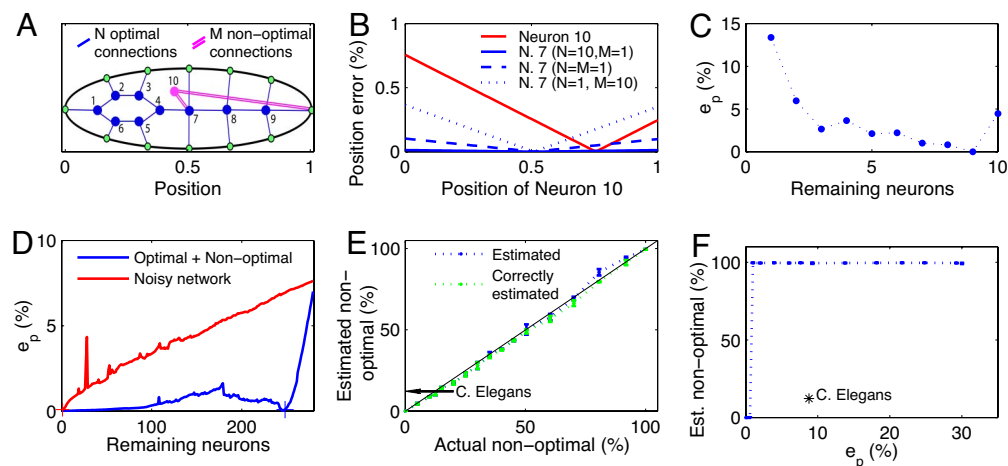 A
N optimal connections
M non-optimal connections
10
2
3
1
4
6
5
7
8
9
0
0.5
1
Position
B
Position error (%)
1
0.5
0
Neuron 10
N. 7 (N=10,M=1)
N. 7 (N=M=1)
N. 7 (N=1, M=10)
0
0.5
1
Position of Neuron 10
C
e_p (%)
15
10
5
0
0
5
10
Remaining neurons
D
e_p (%)
10
5
0
Optimal + Non-optimal
Noisy network
0
100
200
Remaining neurons
E
Estimated non-
optimal (%)
100
50
0
Estimated
Correctly
estimated
C. Elegans
0
50
100
Actual non-optimal (%)
F
Est. non-optimal (%)
100
50
0
C. Elegans
0
10
20
30
40
e_p (%)